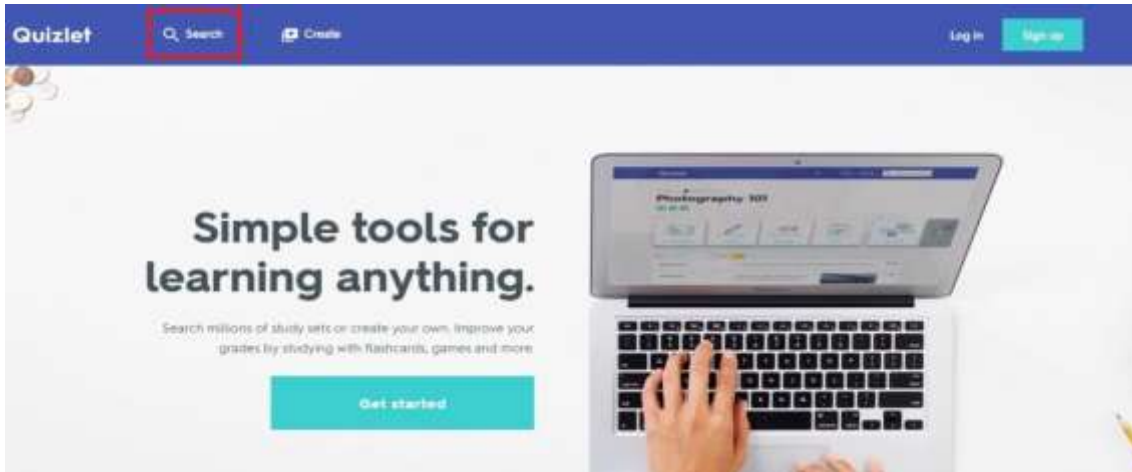 Quizlet
Search
Create
Log in
Sign up
Photography 101
Simple tools for
learning anything.
Search millions of study sets or create your own. Improve your
grades by studying with flashcards, games and more
Get started